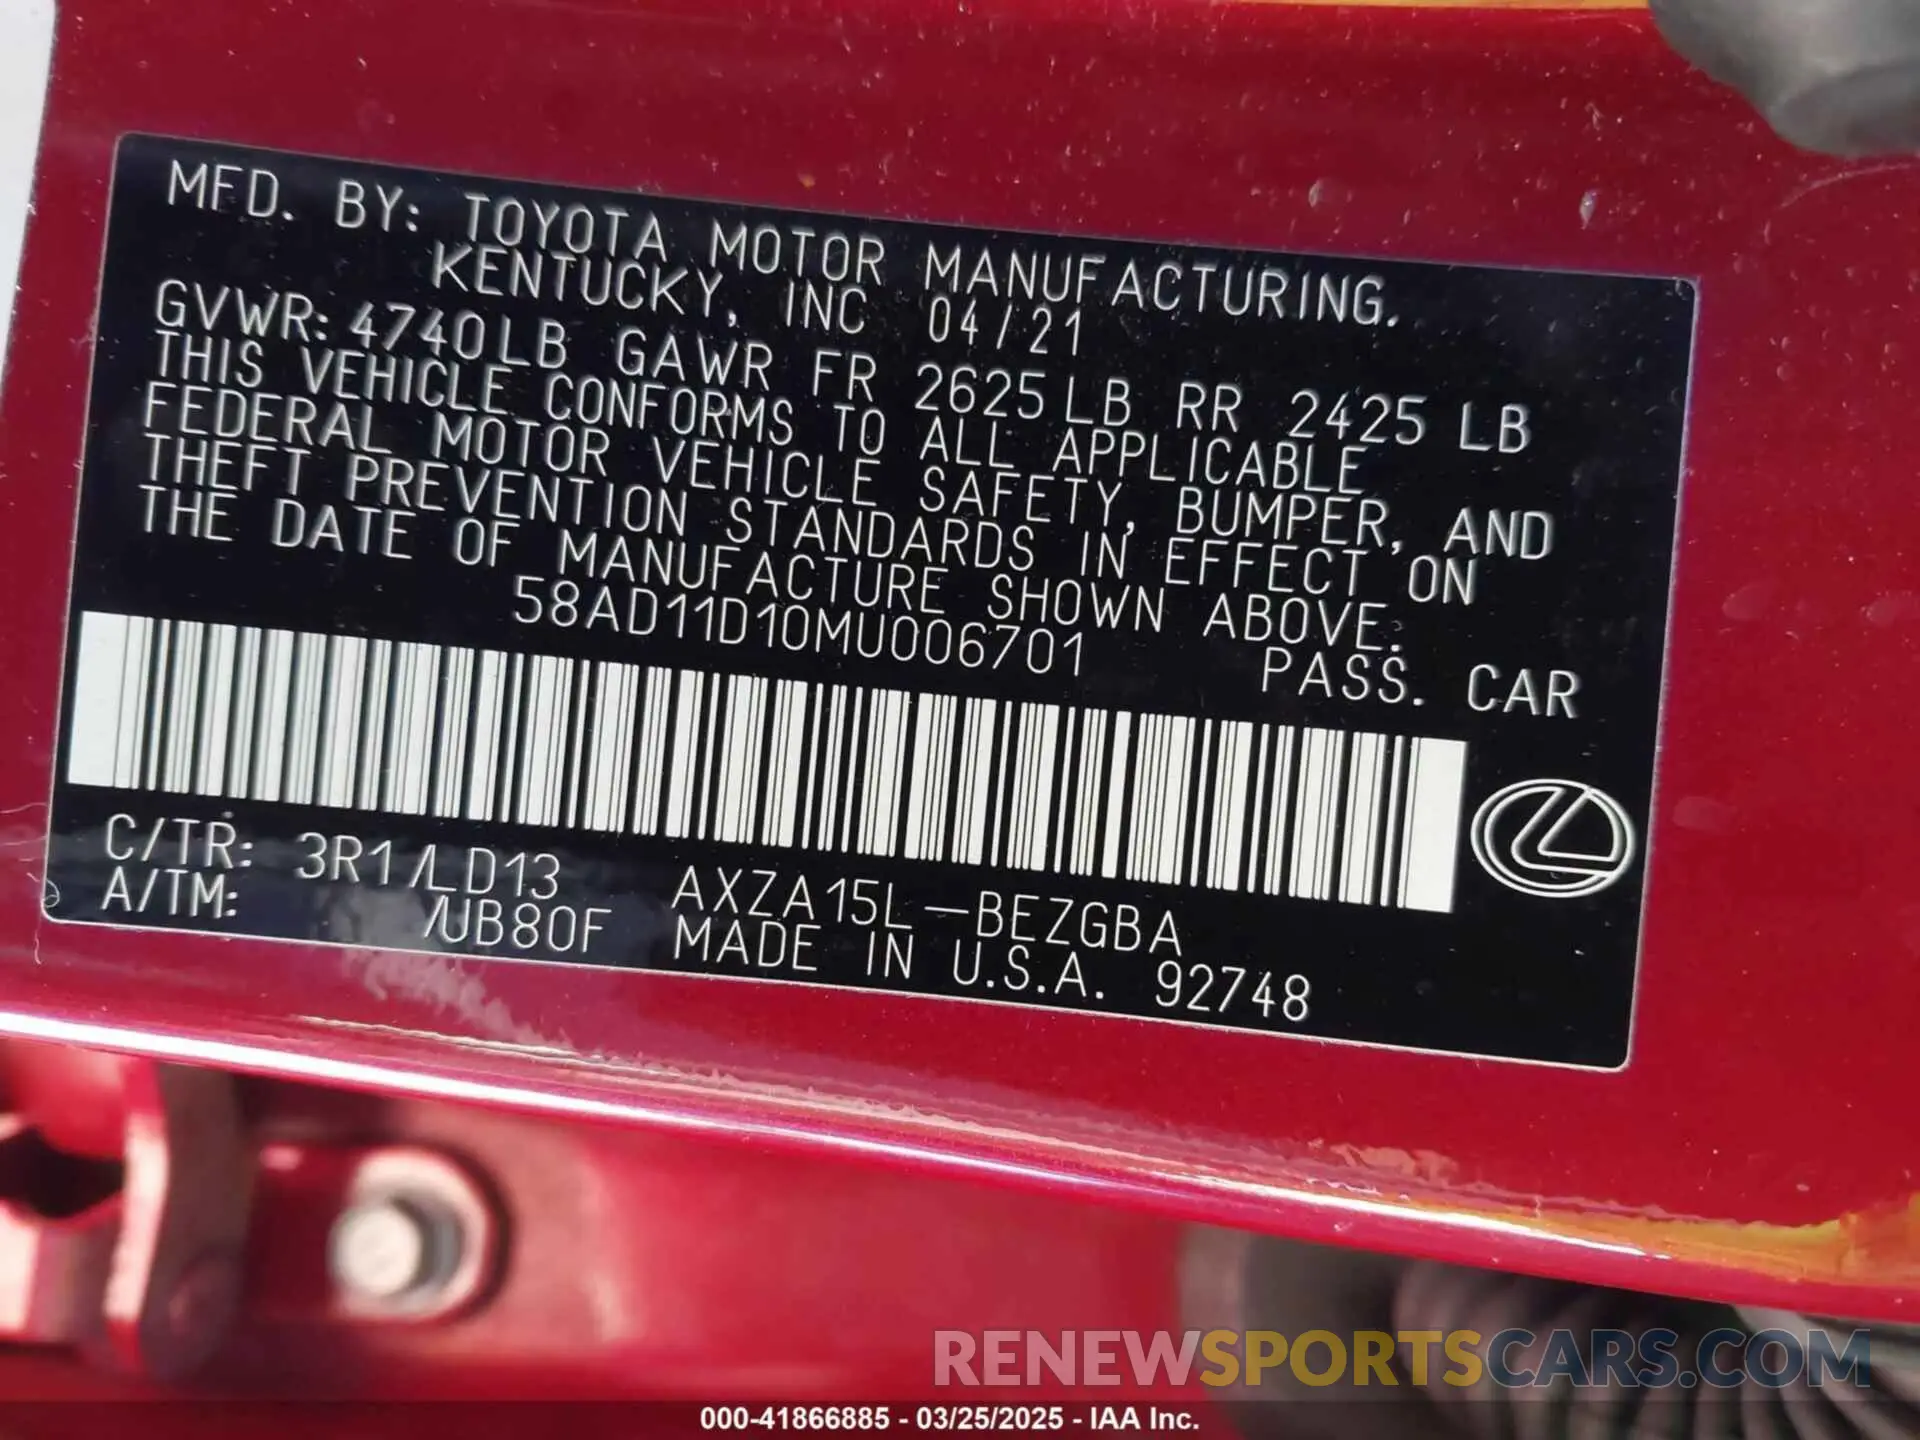 MFD. BY: TOYOTA MOTOR MANUFACTURING.
KENTUCKY, INC 04/21
GVWR: 4740LB GAWR FR 2625LB RR 2425 LB
THIS VEHICLE CONFORMS TO ALL APPLICABLE
FEDERAL MOTOR VEHICLE SAFETY, BUMPER, AND
THEFT PREVENTION STANDARDS IN EFFECT ON
THE DATE OF MANUFACTURE SHOWN ABOVE.
58AD11D10MU006701 PASS. CAR
C/TR: 3R1/LD13 AXZA15L-BEZGBA
A/TM: /UB80F MADE IN U.S.A. 92748
RENEWSPORTSCARS.COM
000-41866885 - 03/25/2025 - IAA Inc.